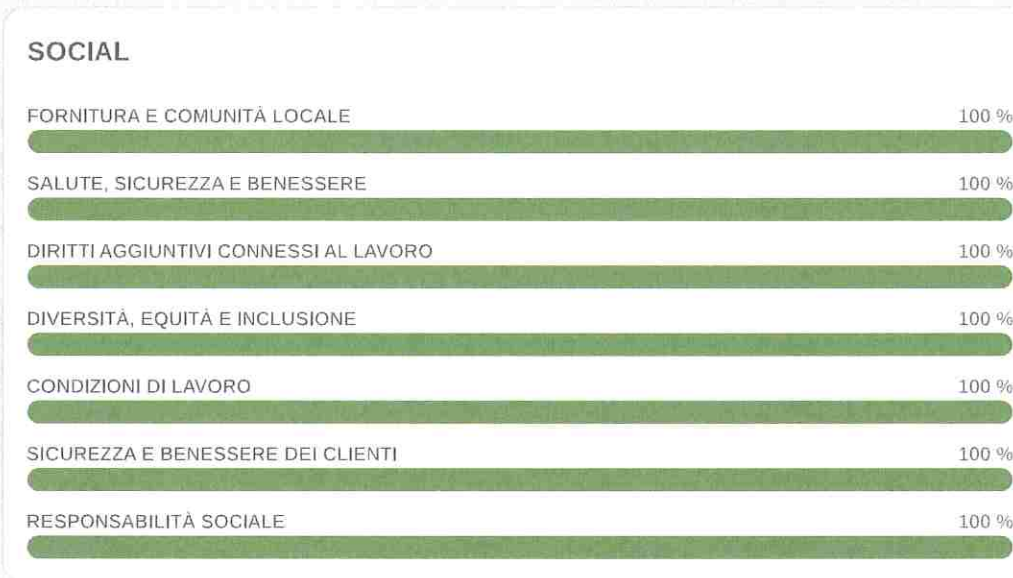 SOCIAL
FORNITURA E COMUNITÀ LOCALE 100 %
SALUTE, SICUREZZA E BENESSERE 100 %
DIRITTI AGGIUNTIVI CONNESSI AL LAVORO 100 %
DIVERSITÀ, EQUITÀ E INCLUSIONE 100 %
CONDIZIONI DI LAVORO 100 %
SICUREZZA E BENESSERE DEI CLIENTI 100 %
RESPONSABILITÀ SOCIALE 100 %